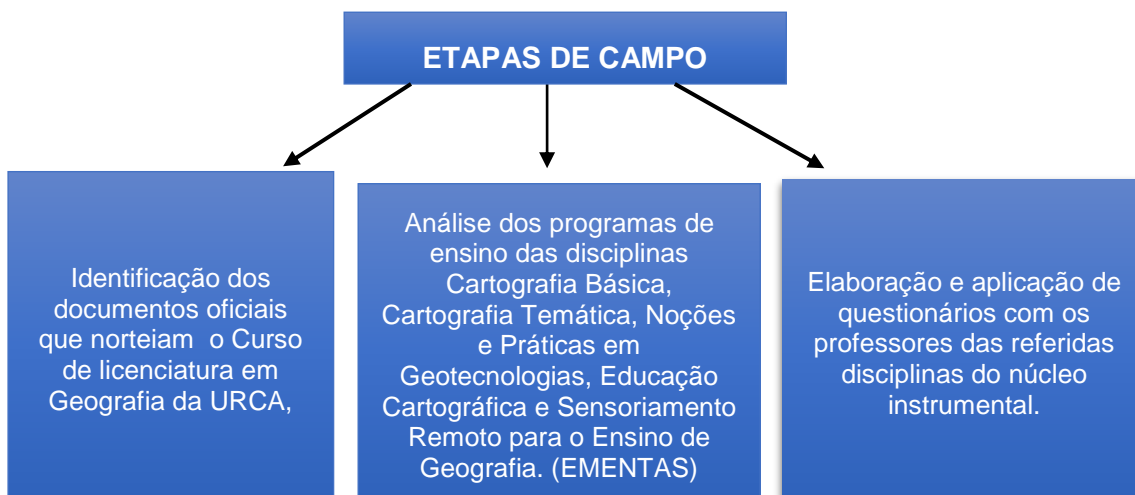 ETAPAS DE CAMPO
Identificação dos
documentos oficiais
que norteiam o Curso
de licenciatura em
Geografia da URCA,
Análise dos programas de
ensino das disciplinas
Cartografia Básica,
Cartografia Temática, Noções
e Práticas em
Geotecnologias, Educação
Cartográfica e Sensoriamento
Remoto para o Ensino de
Geografia. (EMENTAS)
Elaboração e aplicação de
questionários com os
professores das referidas
disciplinas do núcleo
instrumental.